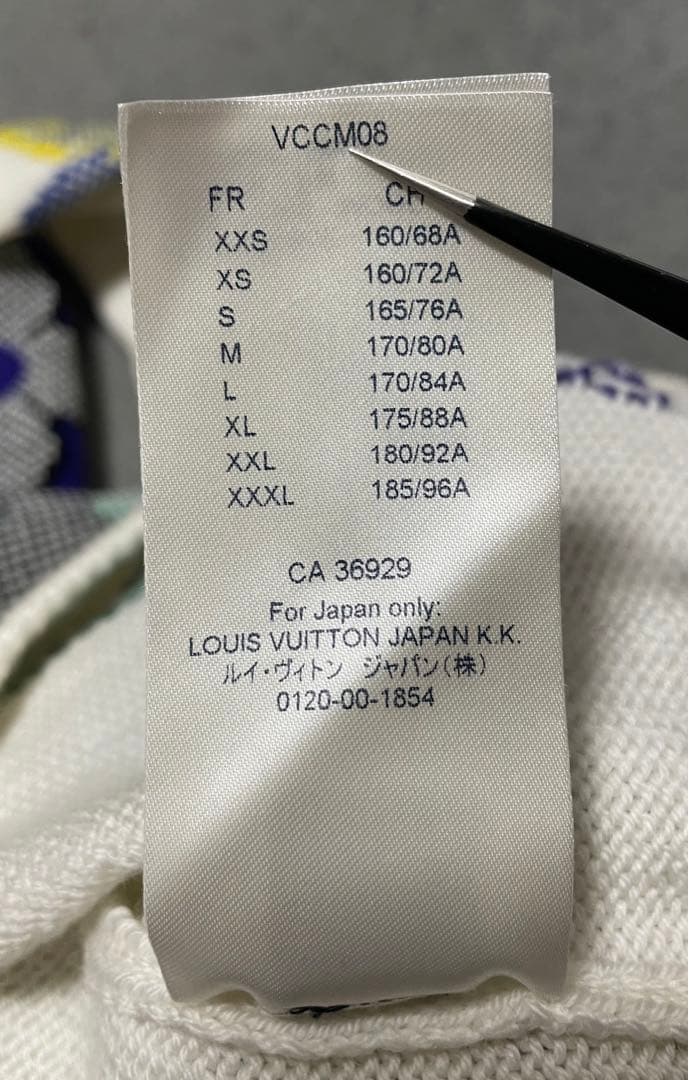 VCCM08
FR CH
XXS 160/68A
XS 160/72A
S 165/76A
M 170/80A
L 170/84A
XL 175/88A
XXL 180/92A
XXXL 185/96A
CA 36929
For Japan only:
LOUIS VUITTON JAPAN K.K.
ルイ・ヴィトン ジャパン(株)
0120-00-1854